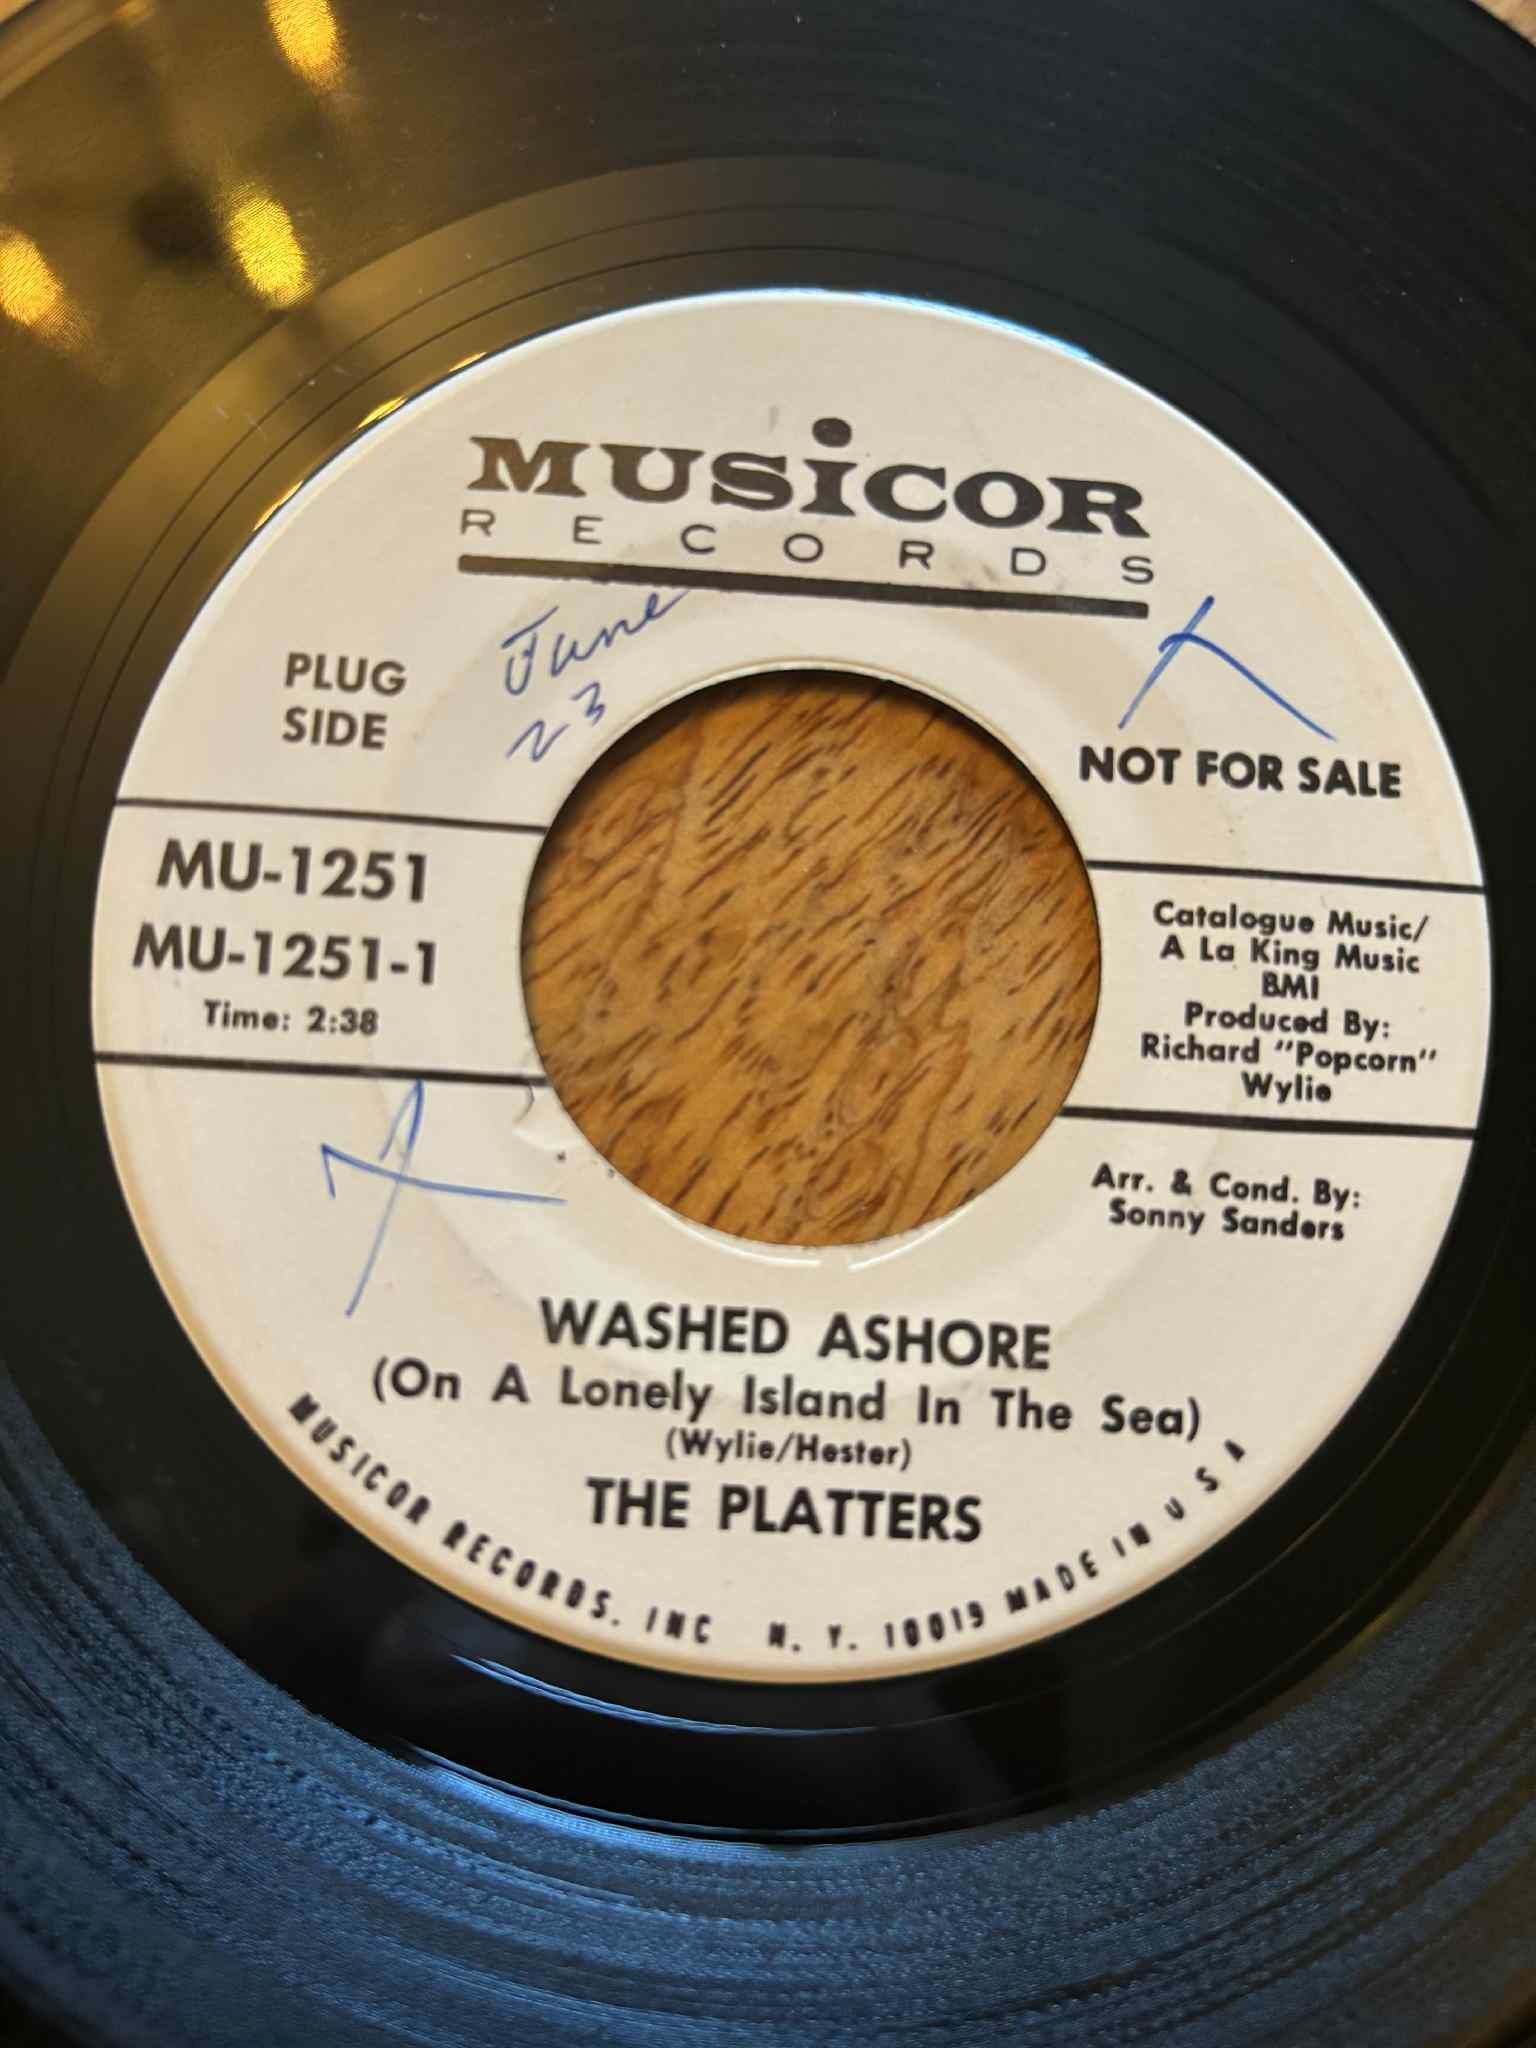 MUSiCOR
RECORDS
June
23
PLUG
SIDE
NOT FOR SALE
MU-1251
MU-1251-1
Time: 2:38
Catalogue Music/
A La King Music
BMI
Produced By:
Richard "Popcorn"
Wylie
Arr. & Cond. By:
Sonny Sanders
WASHED ASHORE
(On A Lonely Island In The Sea)
(Wylie/Hester)
THE PLATTERS
MUSICOR RECORDS, INC N. Y. 10019 MADE IN U S A